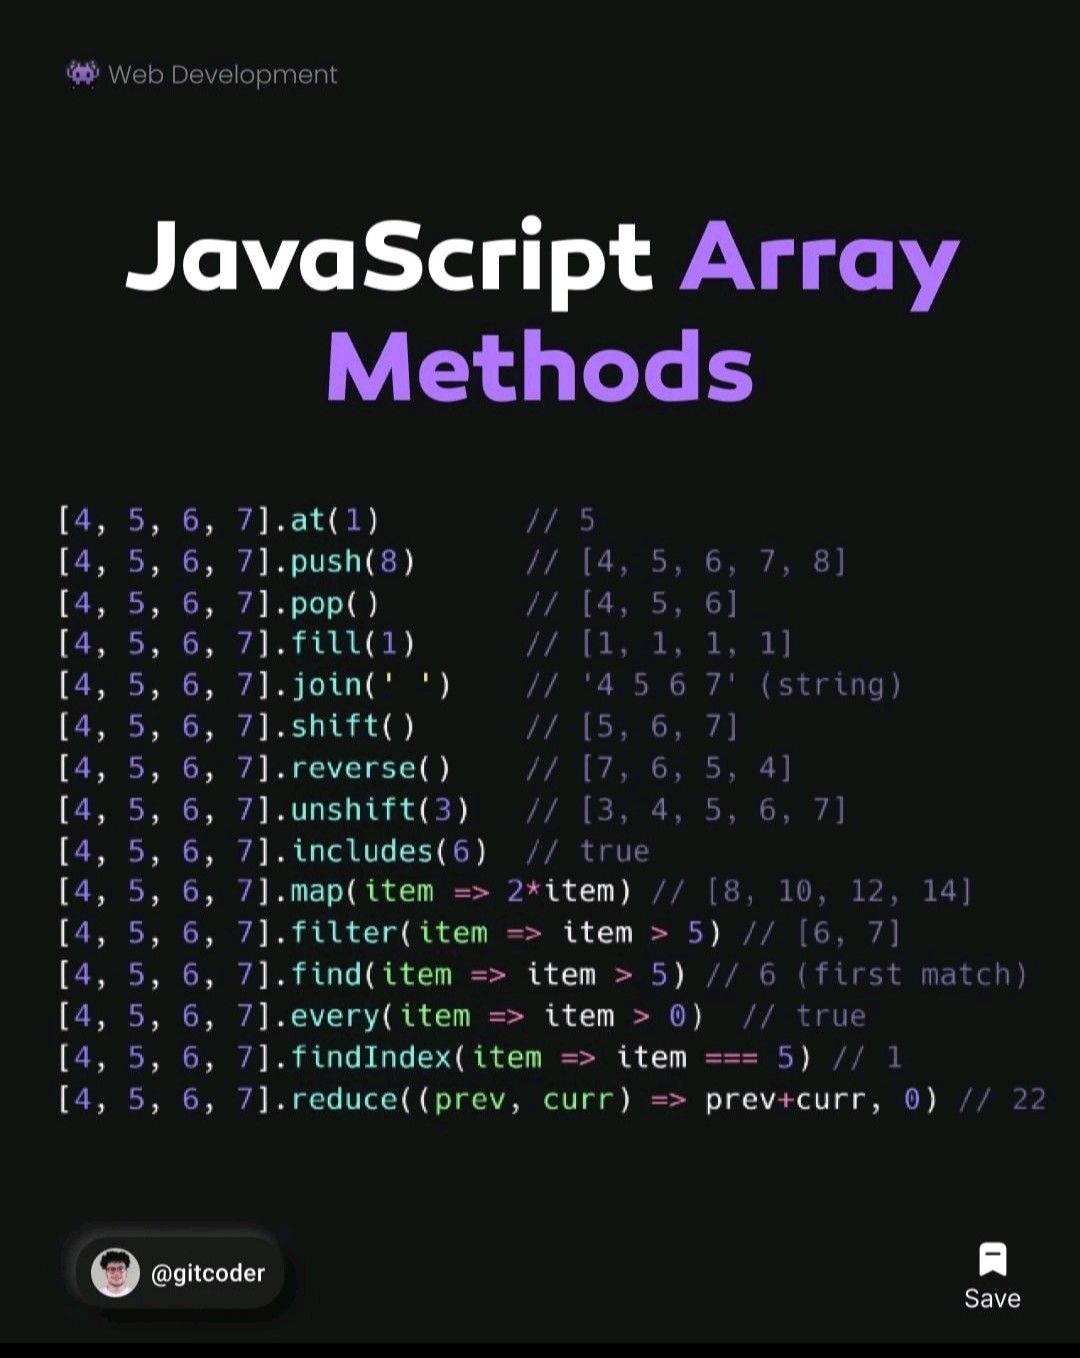 Web Development
JavaScript Array
Methods
[4, 5, 6, 7].at(1) // 5
[4, 5, 6, 7].push(8) // [4, 5, 6, 7, 8]
[4, 5, 6, 7].pop() // [4, 5, 6]
[4, 5, 6, 7].fill(1) // [1, 1, 1, 1]
[4, 5, 6, 7].join(' ') // '4 5 6 7' (string)
[4, 5, 6, 7].shift() // [5, 6, 7]
[4, 5, 6, 7].reverse() // [7, 6, 5, 4]
[4, 5, 6, 7].unshift(3) // [3, 4, 5, 6, 7]
[4, 5, 6, 7].includes(6) // true
[4, 5, 6, 7].map(item => 2*item) // [8, 10, 12, 14]
[4, 5, 6, 7].filter(item => item > 5) // [6, 7]
[4, 5, 6, 7].find(item => item > 5) // 6 (first match)
[4, 5, 6, 7].every(item => item > 0) // true
[4, 5, 6, 7].findIndex(item => item === 5) // 1
[4, 5, 6, 7].reduce((prev, curr) => prev+curr, 0) // 22
@gitcoder
Save